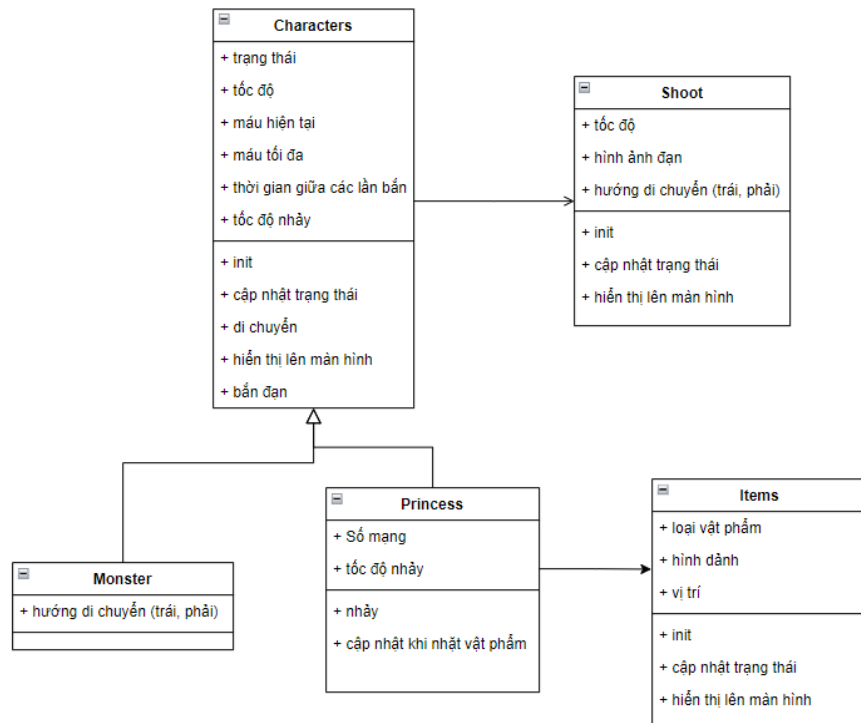 Characters
+ trạng thái
+ tốc độ
+ máu hiện tại
+ máu tối đa
+ thời gian giữa các lần bắn
+ tốc độ nhảy
+ init
+ cập nhật trạng thái
+ di chuyển
+ hiển thị lên màn hình
+ bắn đạn
Shoot
+ tốc độ
+ hình ảnh đạn
+ hướng di chuyển (trái, phải)
+ init
+ cập nhật trạng thái
+ hiển thị lên màn hình
Monster
+ hướng di chuyển (trái, phải)
Princess
+ Số mạng
+ tốc độ nhảy
+ nhảy
+ cập nhật khi nhặt vật phẩm
Items
+ loại vật phẩm
+ hình dảnh
+ vị trí
+ init
+ cập nhật trạng thái
+ hiển thị lên màn hình